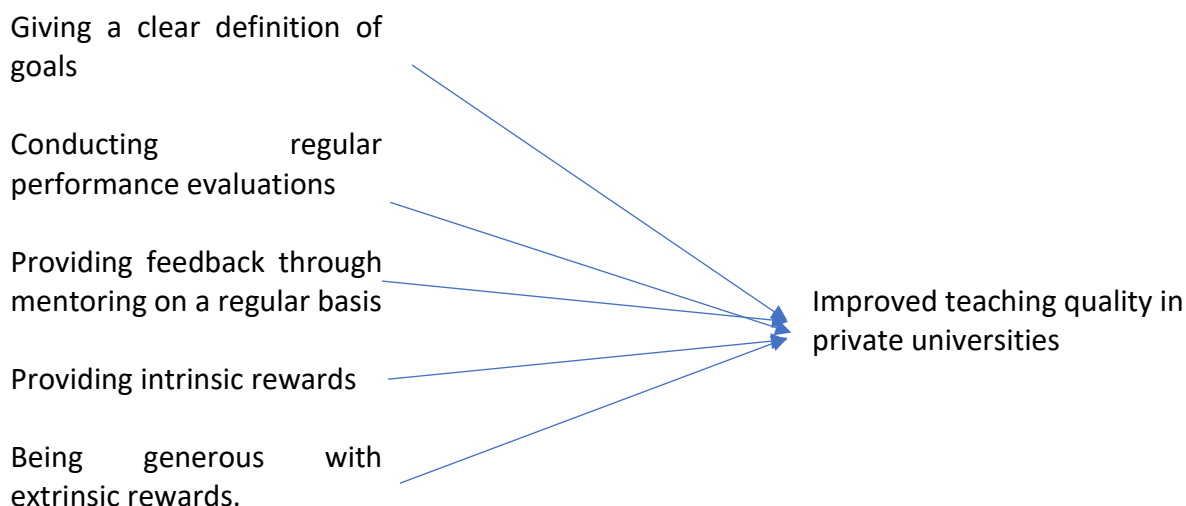 Giving a clear definition of
goals
Conducting regular
performance evaluations
Providing feedback through
mentoring on a regular basis
Providing intrinsic rewards
Being generous with
extrinsic rewards.
Improved teaching quality in
private universities